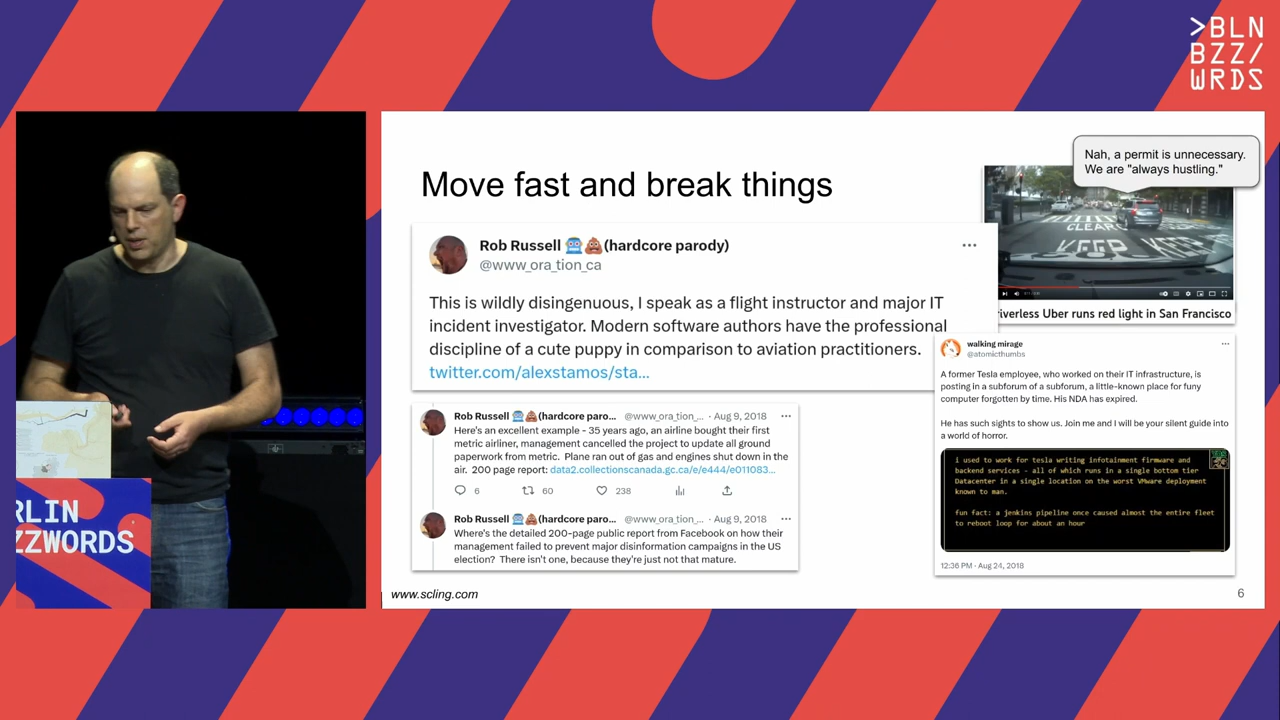 >BLN
BZZ/
WRDS
Nah, a permit is unnecessary.
We are "always hustling."
Move fast and break things
CLEAR
KEEP KEEP
riverless Uber runs red light in San Francisco
Rob Russell (hardcore parody)
@www_ora_tion_ca
This is wildly disingenuous, I speak as a flight instructor and major IT
incident investigator. Modern software authors have the professional
discipline of a cute puppy in comparison to aviation practitioners.
twitter.com/alexstamos/sta...
Rob Russell (hardcore paro... @www_ora_tion_... · Aug 9, 2018
Here's an excellent example - 35 years ago, an airline bought their first
metric airliner, management cancelled the project to update all ground
paperwork from metric. Plane ran out of gas and engines shut down in the
air. 200 page report: data2.collectionscanada.gc.ca/e/e444/e011083...
6 60 238
Rob Russell (hardcore paro... @www_ora_tion_... · Aug 9, 2018
Where's the detailed 200-page public report from Facebook on how their
management failed to prevent major disinformation campaigns in the US
election? There isn't one, because they're just not that mature.
walking mirage
@atomicthumbs
A former Tesla employee, who worked on their IT infrastructure, is
posting in a subforum of a subforum, a little-known place for funy
computer forgotten by time. His NDA has expired.
He has such sights to show us. Join me and I will be your silent guide into
a world of horror.
i used to work for tesla writing infotainment firmware and
backend services - all of which runs in a single bottom tier
Datacenter in a single location on the worst VMware deployment
known to man.
fun fact: a jenkins pipeline once caused almost the entire fleet
to reboot loop for about an hour
12:36 PM · Aug 24, 2018
www.scling.com
6
RLIN
ZZWORDS